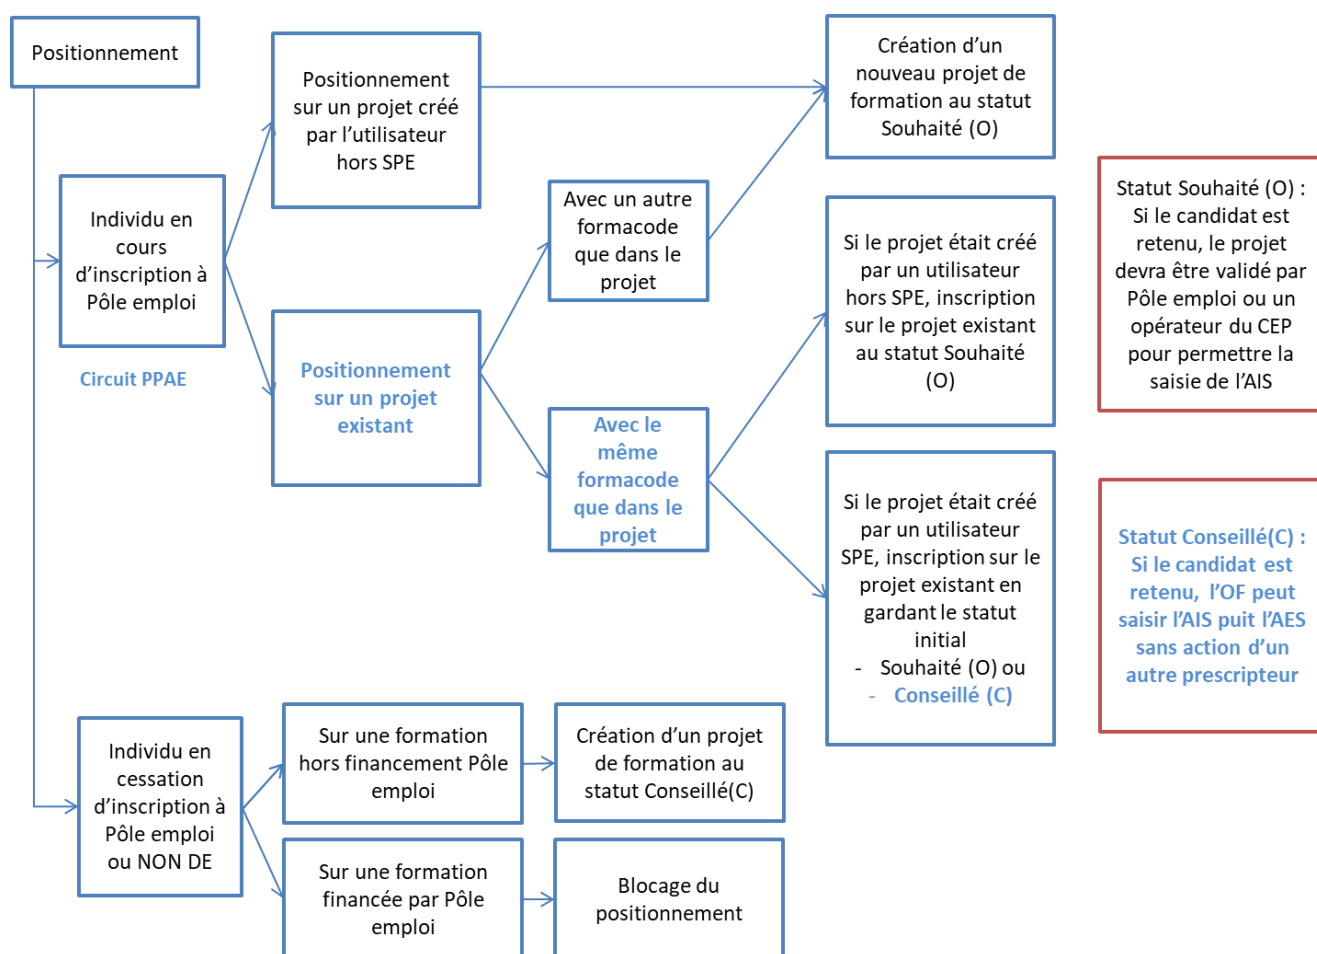 Positionnement
Positionnement
sur un projet créé
par l’utilisateur
hors SPE
Création d’un
nouveau projet de
formation au statut
Souhaité (O)
Individu en
cours
d’inscription à
Pôle emploi
Circuit PPAE
Avec un autre
formacode
que dans le
projet
Positionnement
sur un projet
existant
Avec le
même
formacode
que dans le
projet
Si le projet était créé
par un utilisateur
hors SPE, inscription
sur le projet existant
au statut Souhaité
(O)
Statut Souhaité (O) :
Si le candidat est
retenu, le projet
devra être validé par
Pôle emploi ou un
opérateur du CEP
pour permettre la
saisie de l’AIS
Si le projet était créé
par un utilisateur
SPE, inscription sur le
projet existant en
gardant le statut
initial
- Souhaité (O) ou
- Conseillé (C)
Statut Conseillé(C) :
Si le candidat est
retenu, l’OF peut
saisir l’AIS puit l’AES
sans action d’un
autre prescripteur
Individu en
cessation
d’inscription à
Pôle emploi
ou NON DE
Sur une formation
hors financement Pôle
emploi
Création d’un projet
de formation au
statut Conseillé(C)
Sur une formation
financée par Pôle
emploi
Blocage du
positionnement